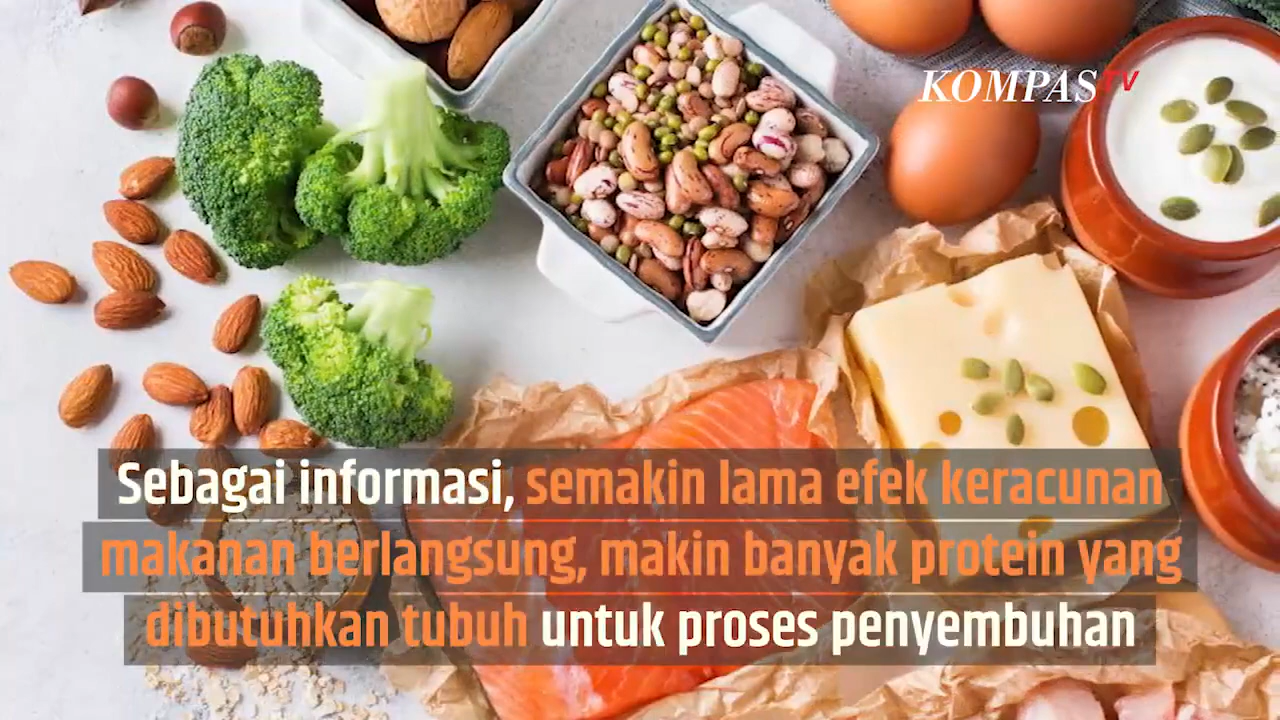 KOMPAS TV
Sebagai informasi, semakin lama efek keracunan
makanan berlangsung, makin banyak protein yang
dibutuhkan tubuh untuk proses penyembuhan